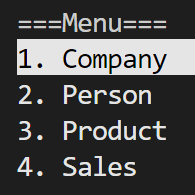 ===Menu===
1. Company
2. Person
3. Product
4. Sales